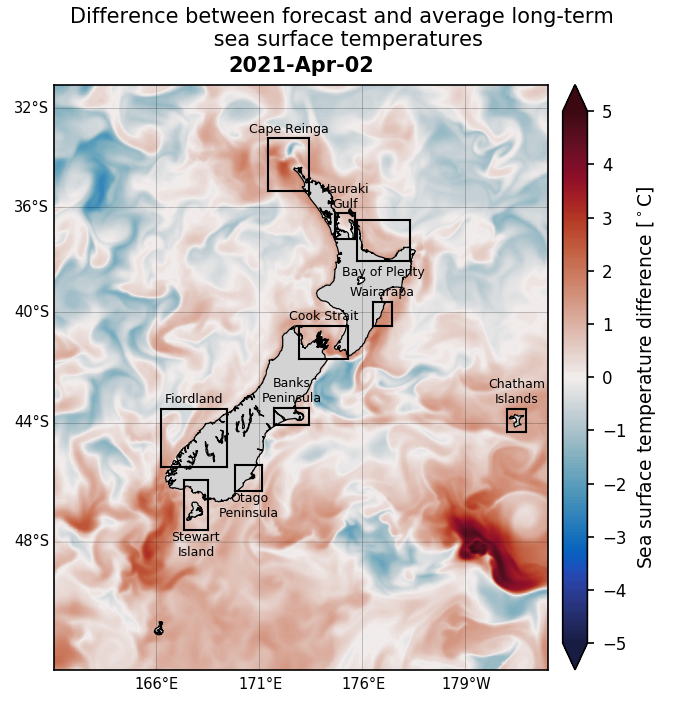 Difference between forecast and average long-term
sea surface temperatures
2021-Apr-02
32°S
36°S
40°S
44°S
48°S
Cape Reinga
Hauraki
Gulf
Bay of Plenty
Wairarapa
Cook Strait
Banks
Peninsula
Fiordland
Chatham
Islands
Otago
Peninsula
Stewart
Island
166°E
171°E
176°E
179°W
5
4
3
2
1
0
−1
−2
−3
−4
−5
Sea surface temperature difference [°C]